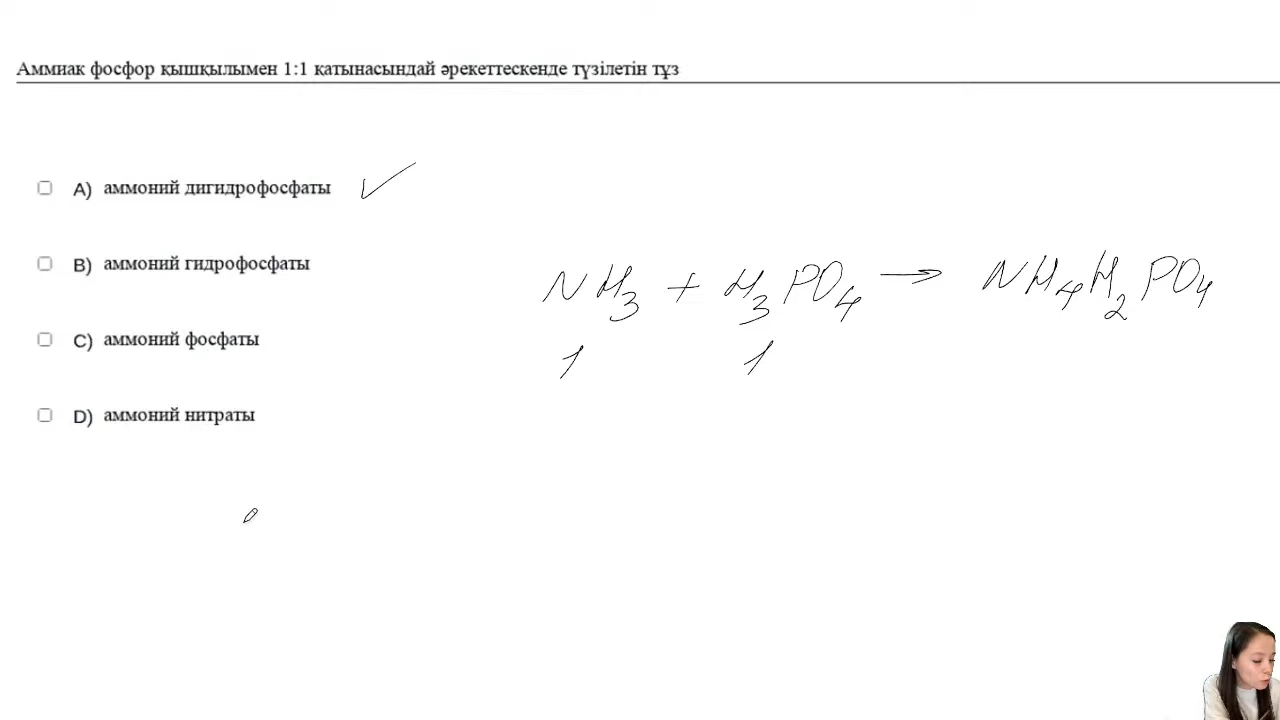 Аммиак фосфор қышқылымен 1:1 қатынасындай әрекеттескенде түзілетін тұз
A) аммоний дигидрофосфаты
B) аммоний гидрофосфаты
NH3 + H3PO4 → NH4H2PO4
1 1
C) аммоний фосфаты
D) аммоний нитраты